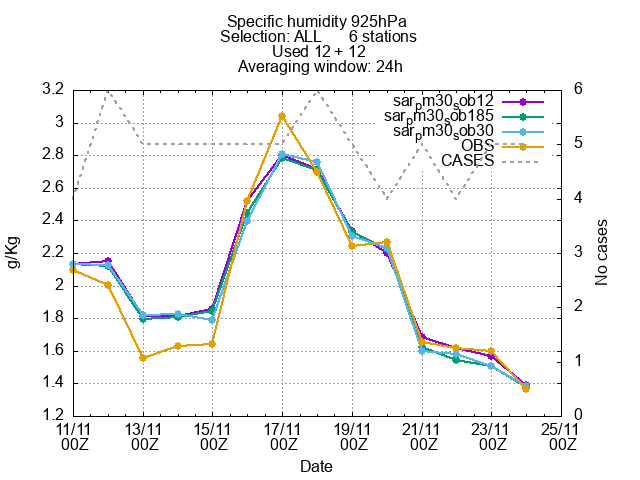 Specific humidity 925hPa
Selection: ALL 6 stations
Used 12 + 12
Averaging window: 24h
sar_pm30_sob12
sar_pm30_sob185
sar_pm30_sob30
OBS
CASES
3.2
3
2.8
2.6
2.4
2.2
2
1.8
1.6
1.4
1.2
g/Kg
6
5
4
3
2
1
0
No cases
11/11 13/11 15/11 17/11 19/11 21/11 23/11 25/11
00Z 00Z 00Z 00Z 00Z 00Z 00Z 00Z
Date